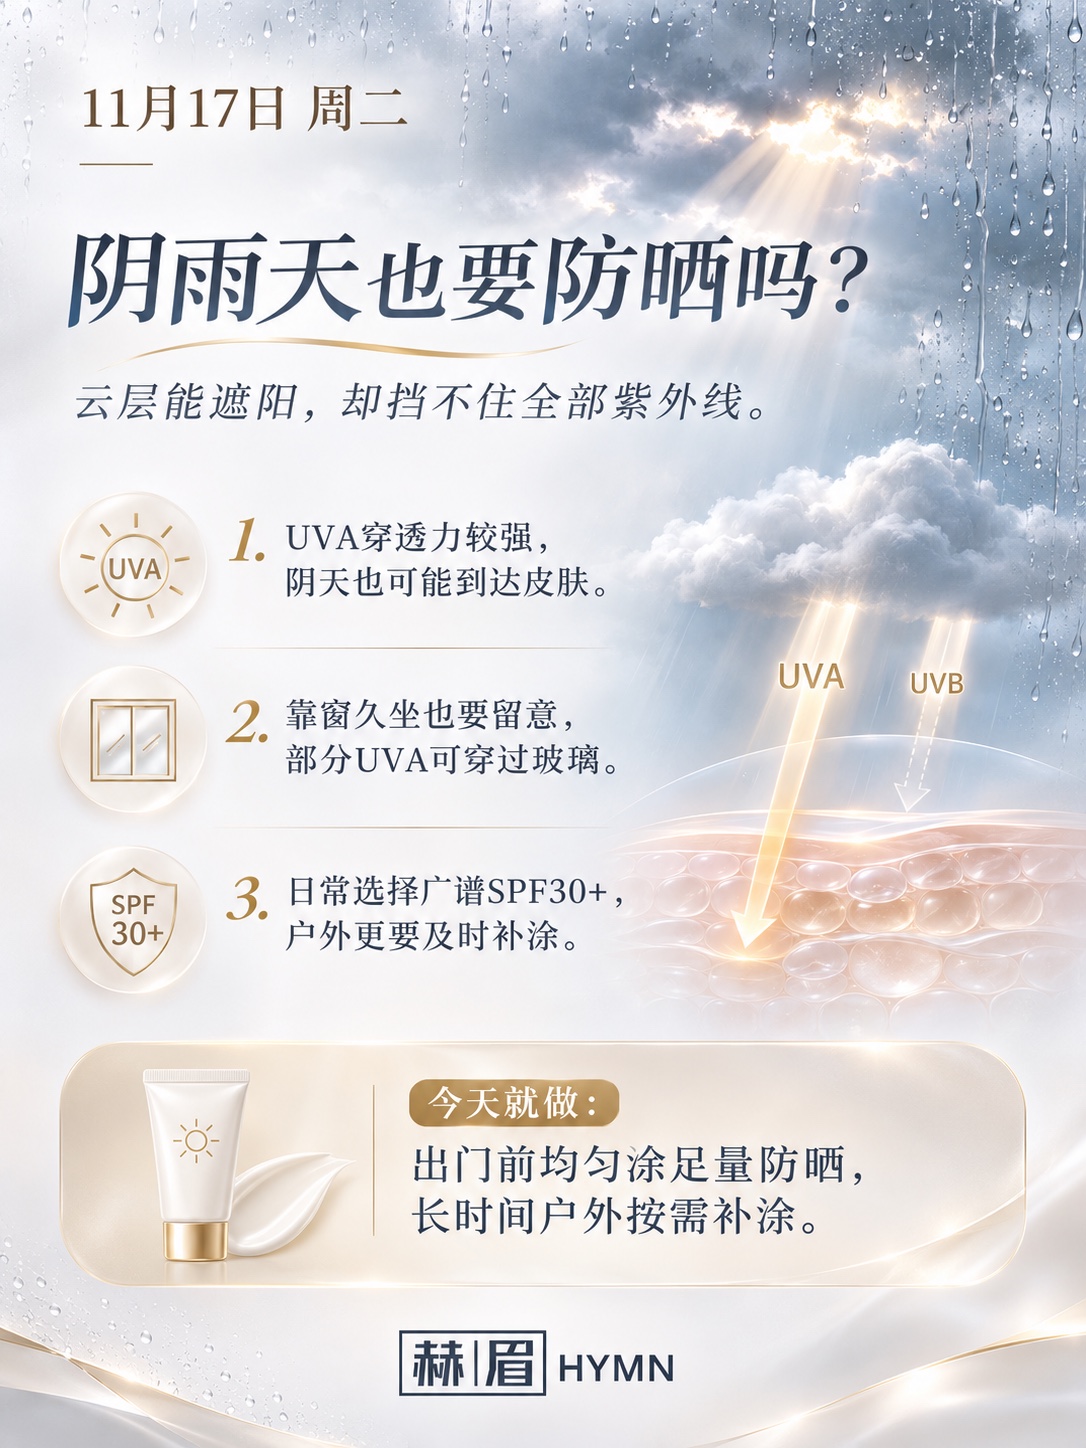 11月17日 周二
阴雨天也要防晒吗？
云层能遮阳，却挡不住全部紫外线。
UVA
1. UVA穿透力较强，
阴天也可能到达皮肤。
UVA
UVB
2. 靠窗久坐也要留意，
部分UVA可穿过玻璃。
SPF
30+
3. 日常选择广谱SPF30+，
户外更要及时补涂。
今天就做：
出门前均匀涂足量防晒，
长时间户外按需补涂。
赫眉 HYMN